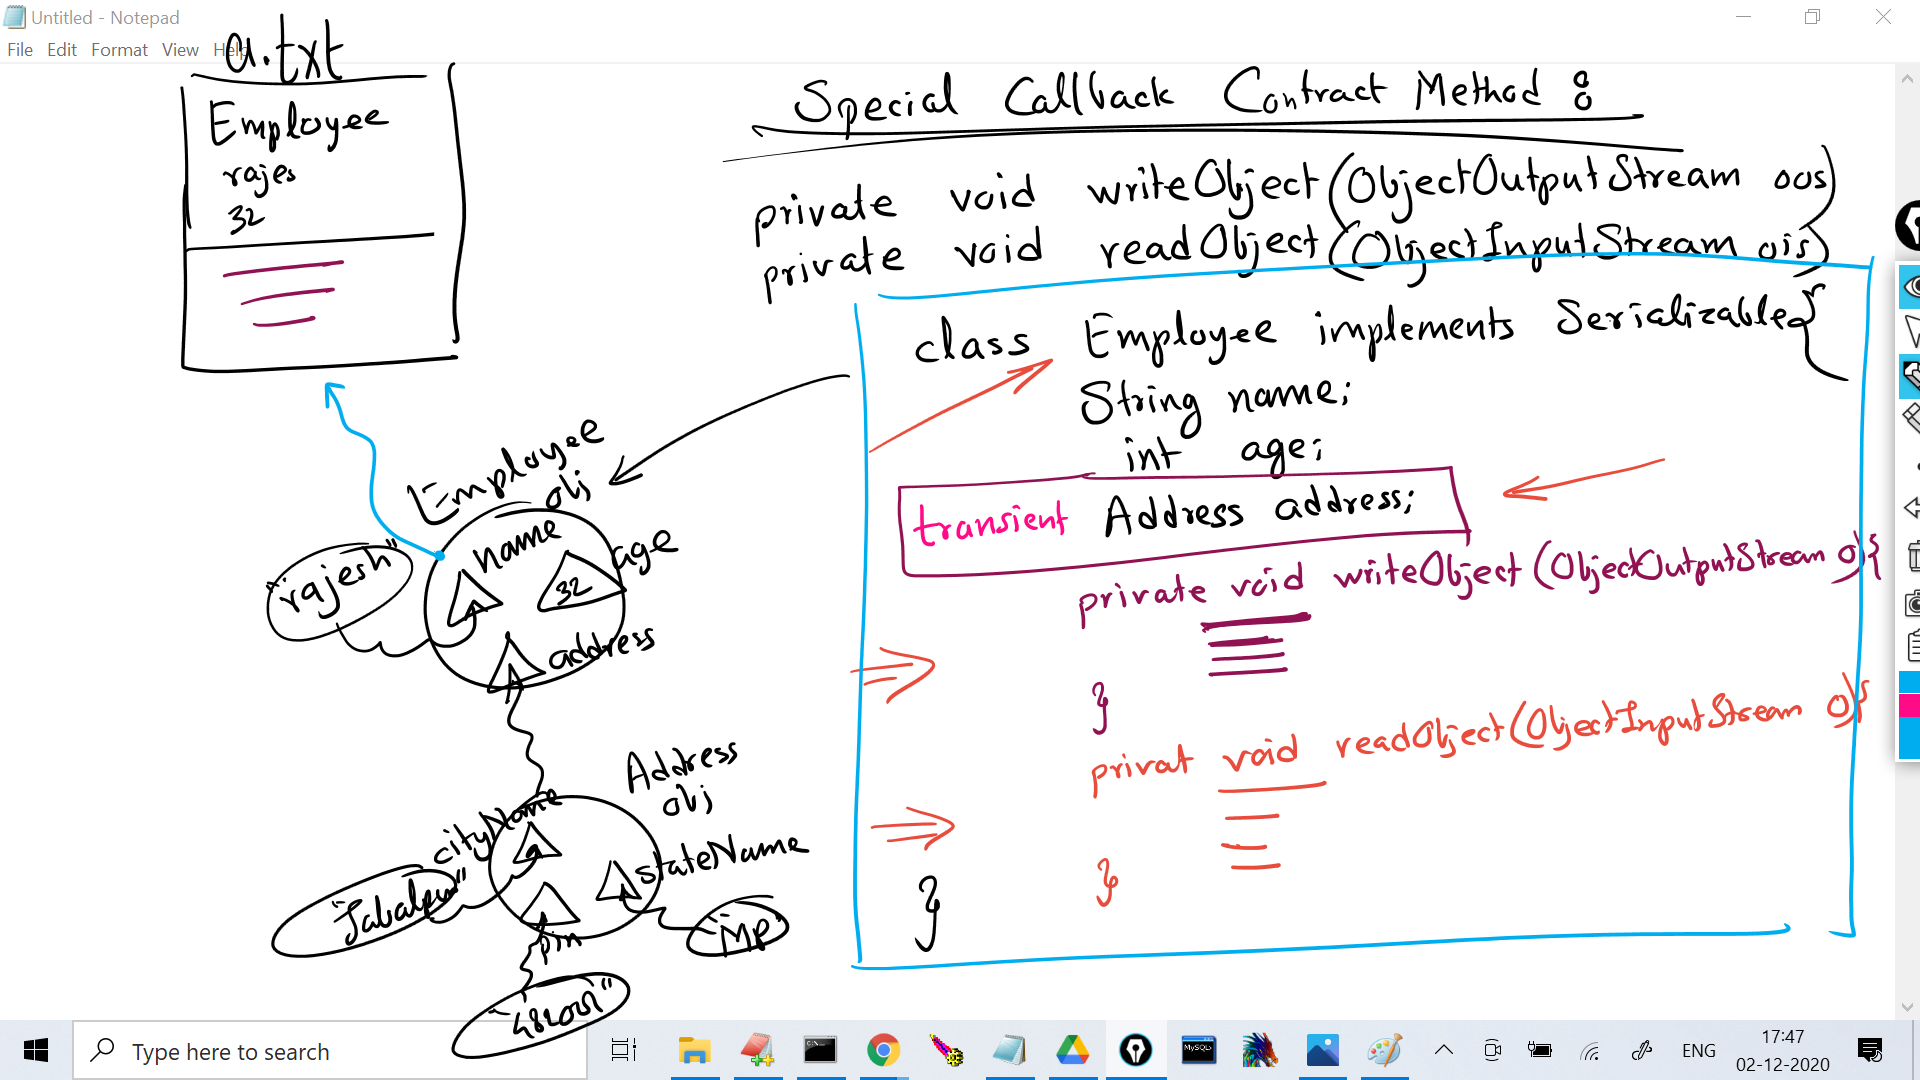 Untitled - Notepad
File Edit Format View Help
a.txt
Employee
rajes
32
Special Callback Contract Method :
private void writeObject(ObjectOutputStream oos)
private void readObject(ObjectInputStream ois)
class Employee implements Serializable{
String name;
int age;
transient Address address;
private void writeObject(ObjectOutputStream o){
}
privat void readObject(ObjectInputStream o){
}
}
Employee
obj
name
age
32
"rajesh"
address
Address
obj
cityName
stateName
"Jabalpur"
"MP"
pin
"482001"
Type here to search
MySQL
ENG
17:47
02-12-2020